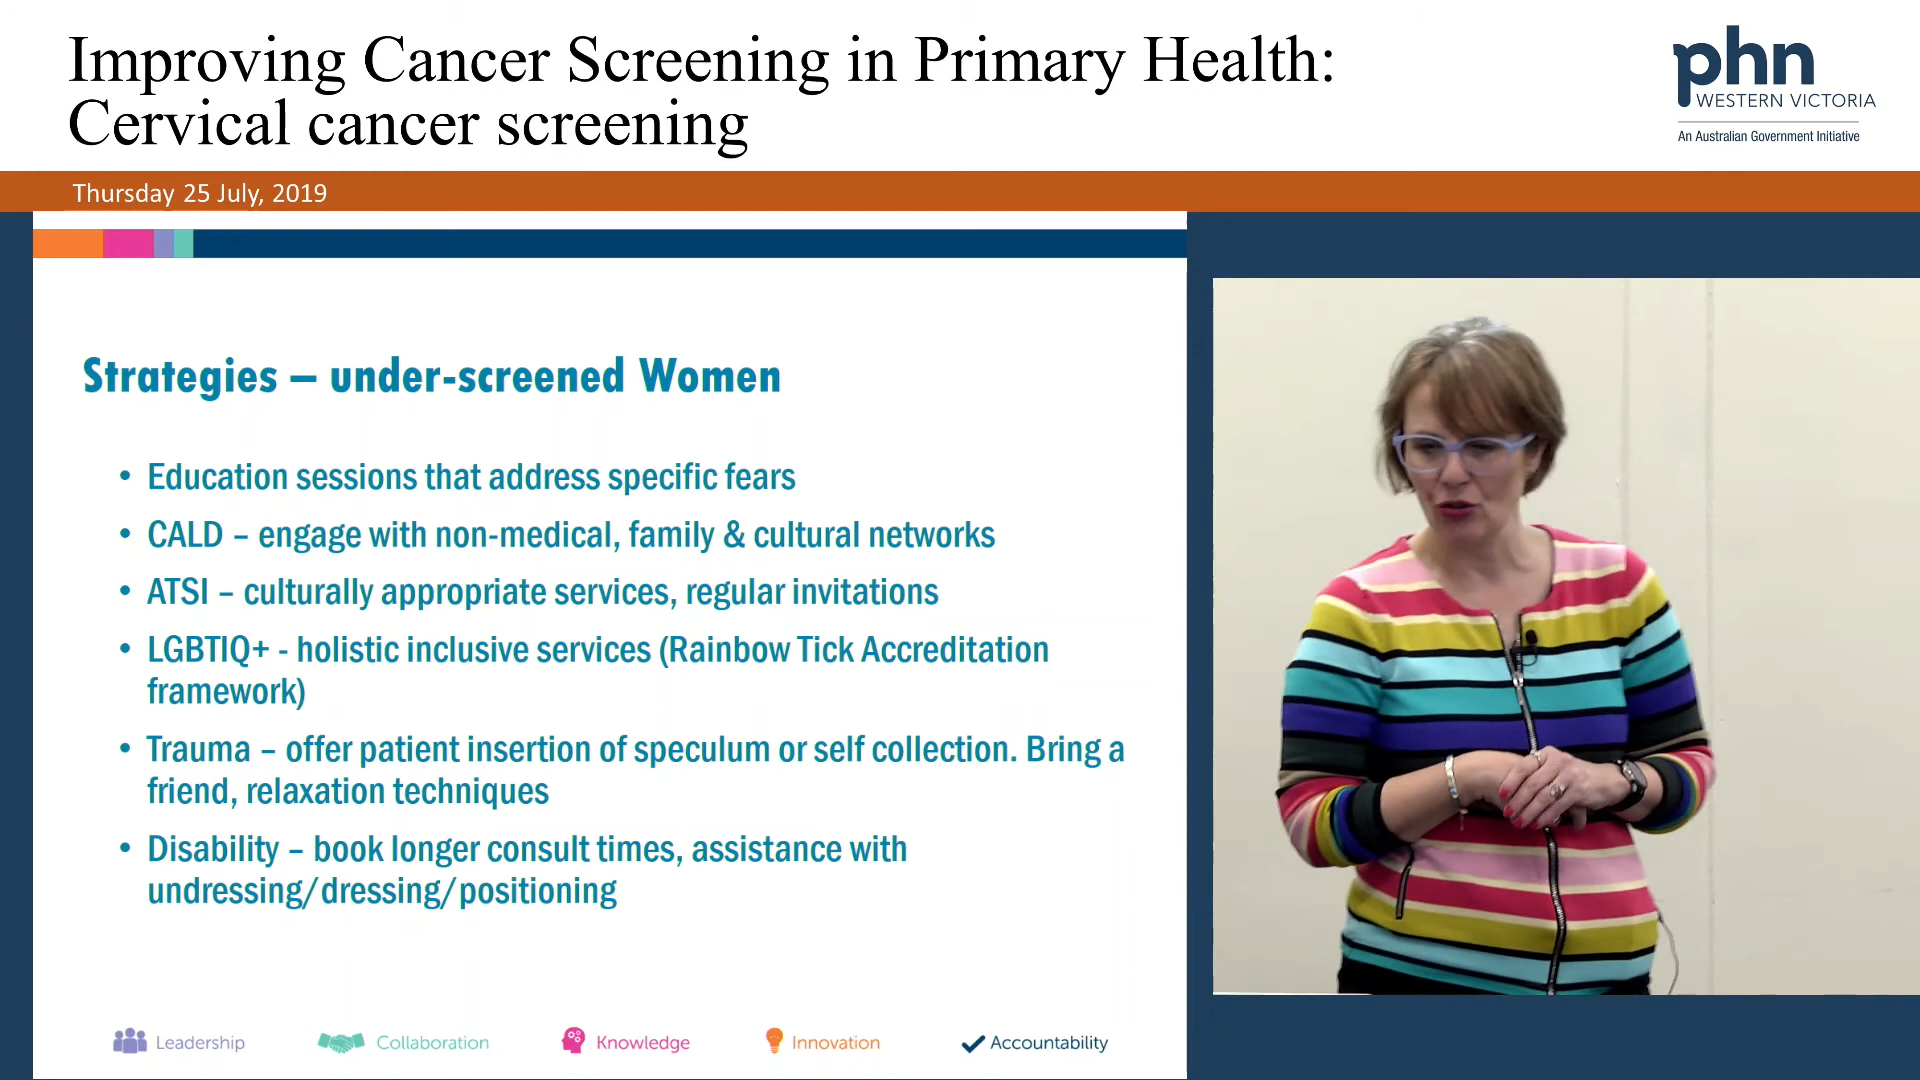 Improving Cancer Screening in Primary Health:
Cervical cancer screening
phn
WESTERN VICTORIA
An Australian Government Initiative
Thursday 25 July, 2019
Strategies – under-screened Women
• Education sessions that address specific fears
• CALD – engage with non-medical, family & cultural networks
• ATSI – culturally appropriate services, regular invitations
• LGBTIQ+ - holistic inclusive services (Rainbow Tick Accreditation
framework)
• Trauma – offer patient insertion of speculum or self collection. Bring a
friend, relaxation techniques
• Disability – book longer consult times, assistance with
undressing/dressing/positioning
Leadership
Collaboration
Knowledge
Innovation
Accountability